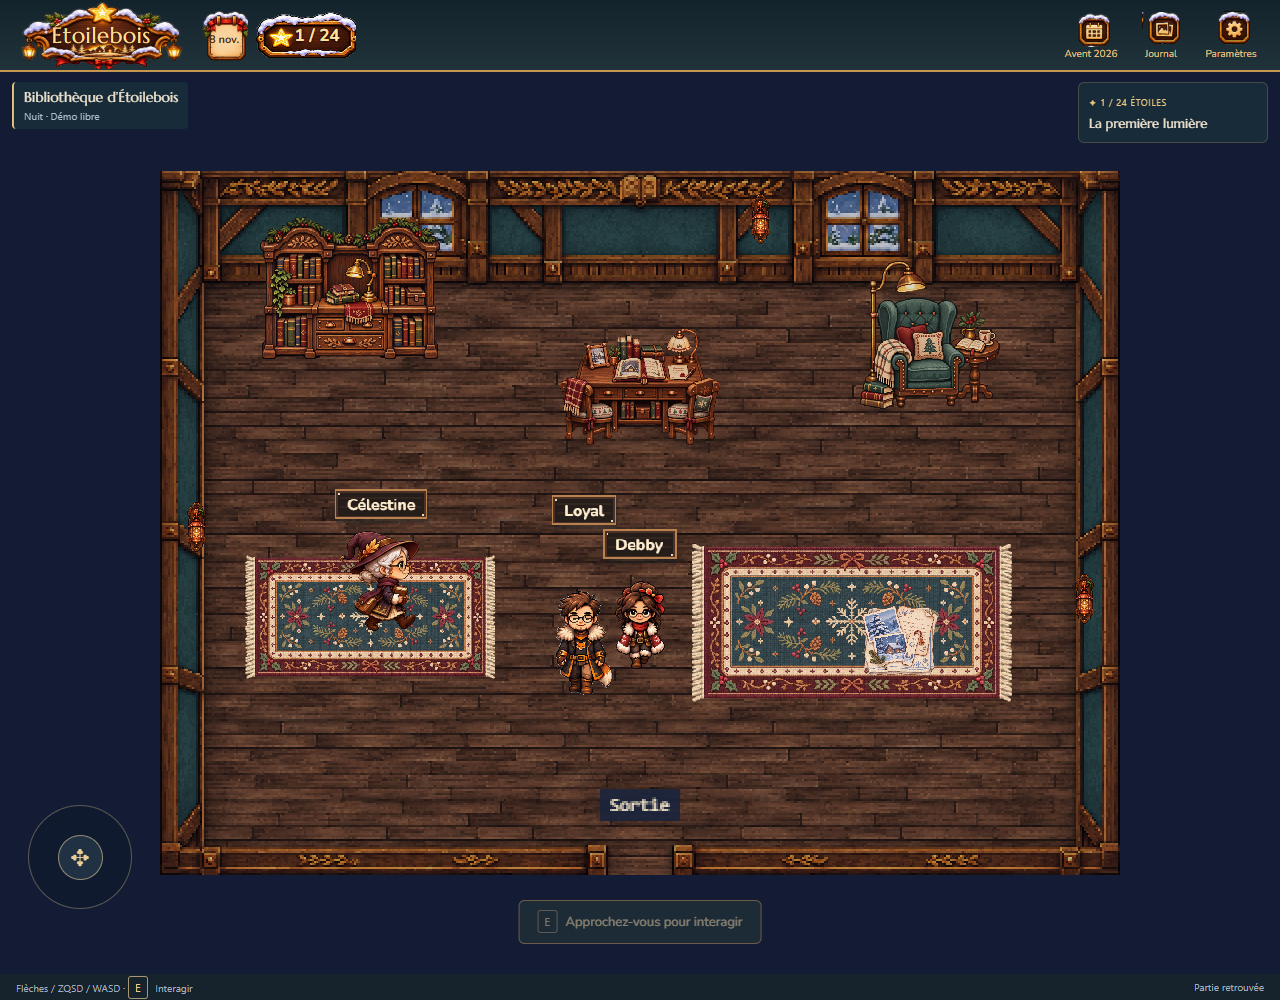 Étoilebois
8 nov.
1 / 24
Avent 2026
Journal
Paramètres
Bibliothèque d'Étoilebois
Nuit · Démo libre
✦ 1 / 24 ÉTOILES
La première lumière
Célestine
Loyal
Debby
Sortie
E Approchez-vous pour interagir
Flèches / ZQSD / WASD · E Interagir
Partie retrouvée